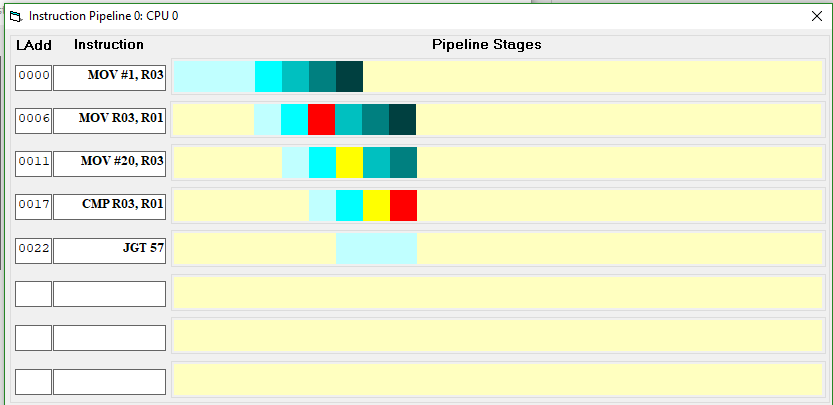 Instruction Pipeline 0: CPU 0
LAdd Instruction Pipeline Stages
0000 MOV #1, R03
0006 MOV R03, R01
0011 MOV #20, R03
0017 CMP R03, R01
0022 JGT 57